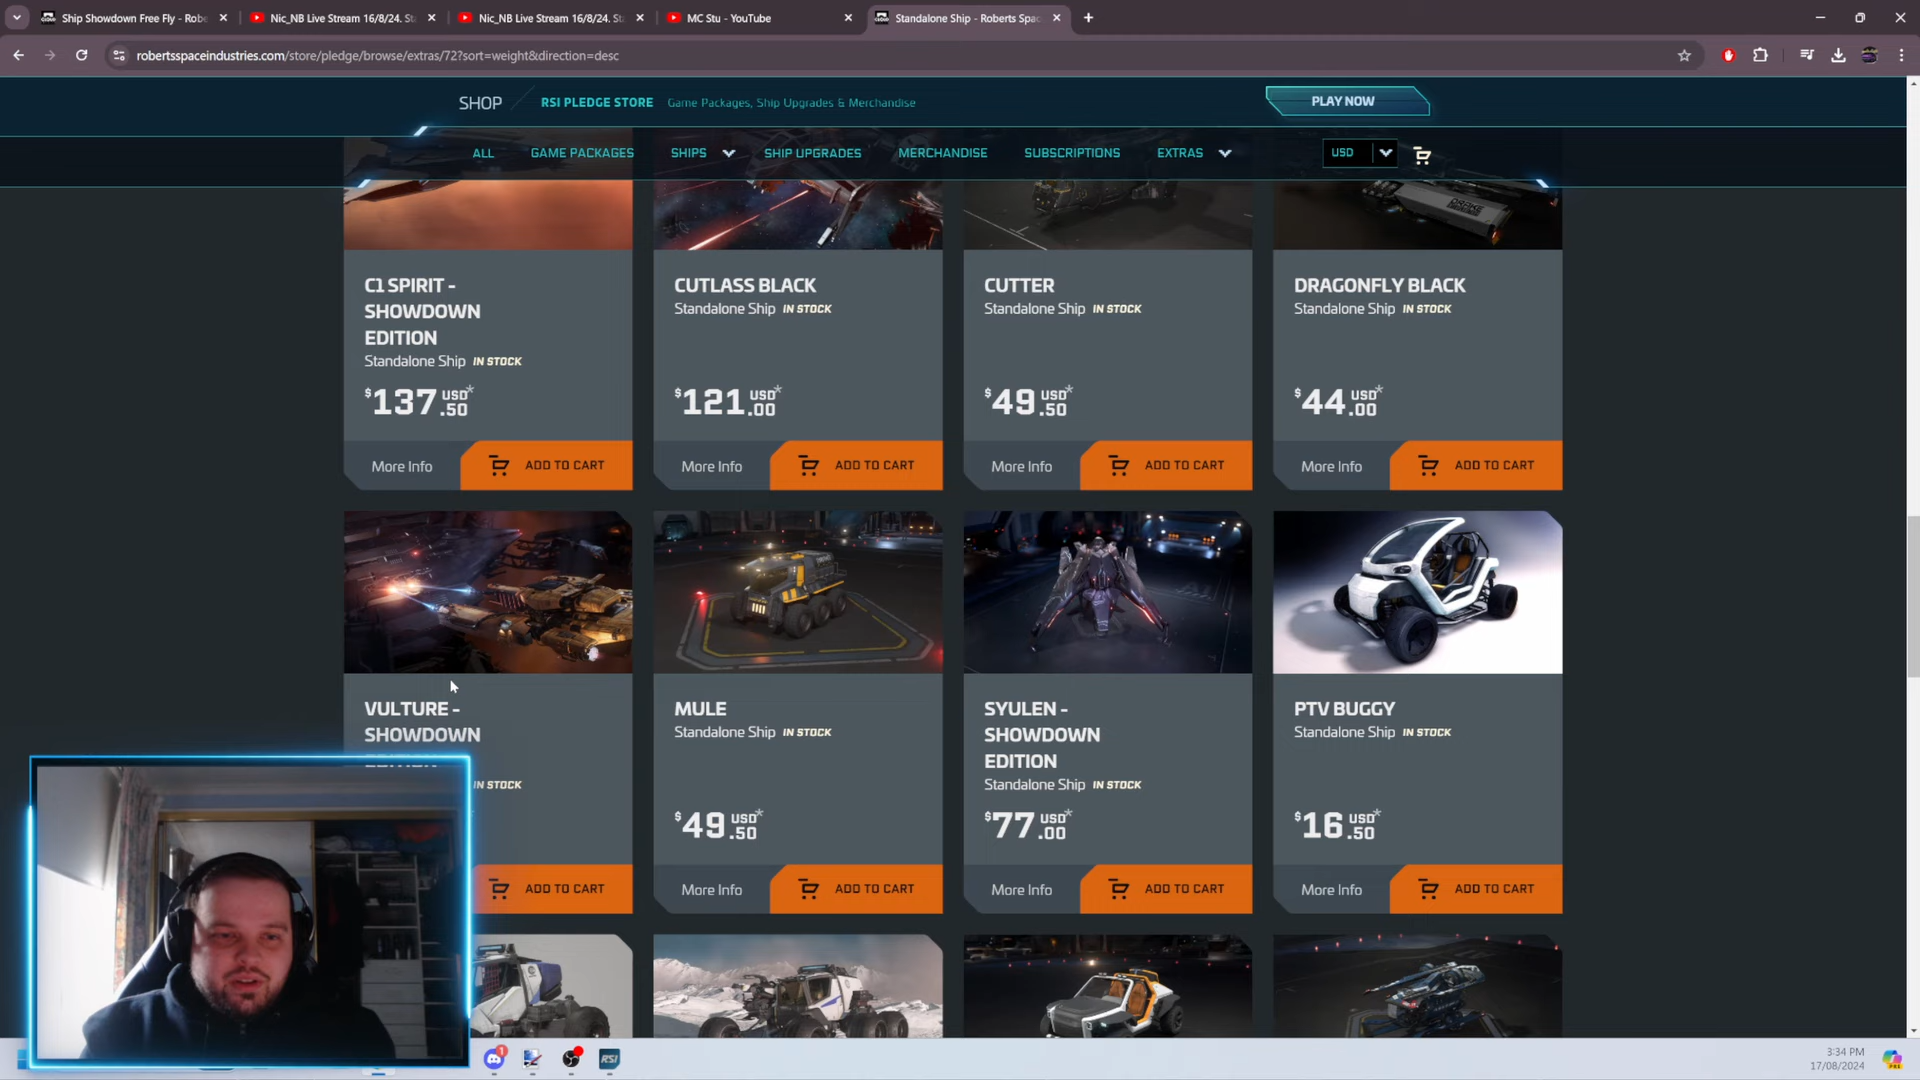 Ship Showdown Free Fly - Robe
Nic_NB Live Stream 16/8/24. St
Nic_NB Live Stream 16/8/24. St
MC Stu - YouTube
Standalone Ship - Roberts Spac
robertsspaceindustries.com/store/pledge/browse/extras/72?sort=weight&direction=desc
SHOP
RSI PLEDGE STORE
Game Packages, Ship Upgrades & Merchandise
PLAY NOW
ALL
GAME PACKAGES
SHIPS
SHIP UPGRADES
MERCHANDISE
SUBSCRIPTIONS
EXTRAS
USD
DRAKE
C1 SPIRIT -
SHOWDOWN
EDITION
Standalone Ship IN STOCK
$137.50 USD*
More Info
ADD TO CART
CUTLASS BLACK
Standalone Ship IN STOCK
$121.00 USD*
More Info
ADD TO CART
CUTTER
Standalone Ship IN STOCK
$49.50 USD*
More Info
ADD TO CART
DRAGONFLY BLACK
Standalone Ship IN STOCK
$44.00 USD*
More Info
ADD TO CART
VULTURE -
SHOWDOWN
EDITION
IN STOCK
ADD TO CART
MULE
Standalone Ship IN STOCK
$49.50 USD*
More Info
ADD TO CART
SYULEN -
SHOWDOWN
EDITION
Standalone Ship IN STOCK
$77.00 USD*
More Info
ADD TO CART
PTV BUGGY
Standalone Ship IN STOCK
$16.50 USD*
More Info
ADD TO CART
1
RSI
3:34 PM
17/08/2024